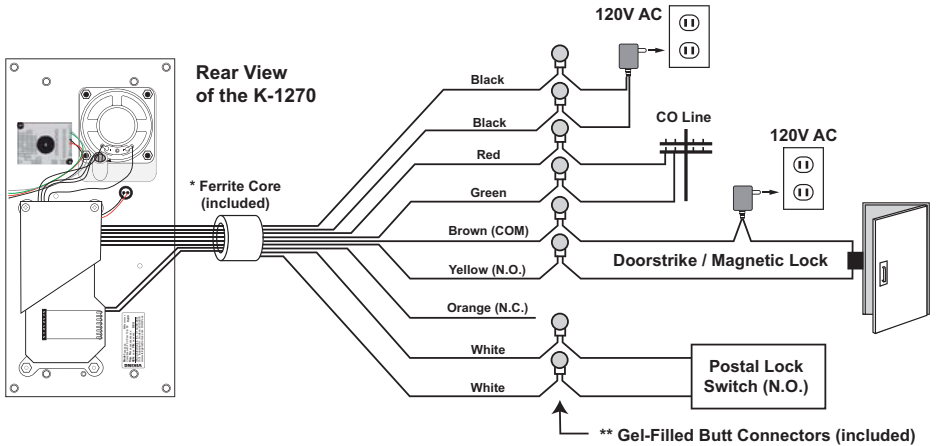 120V AC
Rear View
of the K-1270
Black
Black
CO Line
120V AC
Red
* Ferrite Core
(included)
Green
Brown (COM)
Doorstrike / Magnetic Lock
Yellow (N.O.)
Orange (N.C.)
White
Postal Lock
Switch (N.O.)
White
VIKING
** Gel-Filled Butt Connectors (included)